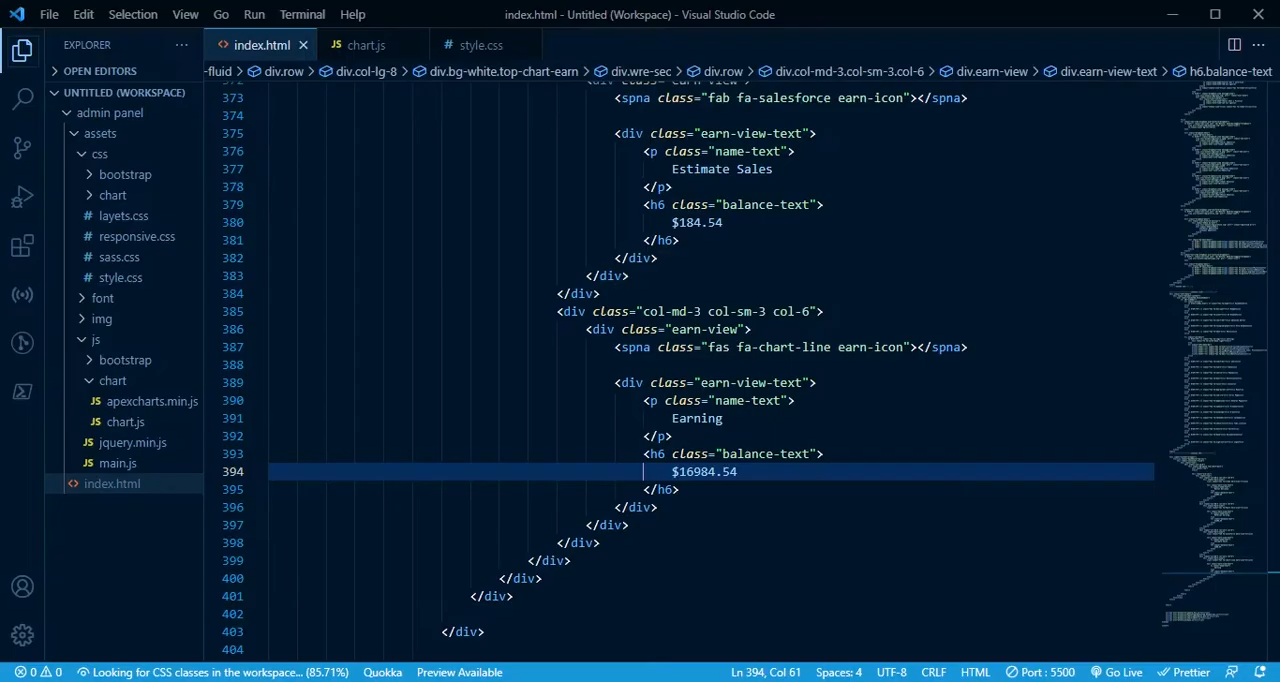 File Edit Selection View Go Run Terminal Help index.html - Untitled (Workspace) - Visual Studio Code
EXPLORER ··· <> index.html × JS chart.js # style.css ···
> OPEN EDITORS
-fluid > div.row > div.col-lg-8 > div.bg-white.top-chart-earn > div.wre-sec > div.row > div.col-md-3.col-sm-3.col-6 > div.earn-view > div.earn-view-text > h6.balance-text
UNTITLED (WORKSPACE)
admin panel
assets
css
> bootstrap
> chart
# layets.css
# responsive.css
# sass.css
# style.css
> font
> img
js
> bootstrap
chart
JS apexcharts.min.js
JS chart.js
JS jquery.min.js
JS main.js
<> index.html
373 <spna class="fab fa-salesforce earn-icon"></spna>
374
375 <div class="earn-view-text">
376 <p class="name-text">
377 Estimate Sales
378 </p>
379 <h6 class="balance-text">
380 $184.54
381 </h6>
382 </div>
383 </div>
384 </div>
385 <div class="col-md-3 col-sm-3 col-6">
386 <div class="earn-view">
387 <spna class="fas fa-chart-line earn-icon"></spna>
388
389 <div class="earn-view-text">
390 <p class="name-text">
391 Earning
392 </p>
393 <h6 class="balance-text">
394 $16984.54
395 </h6>
396 </div>
397 </div>
398 </div>
399 </div>
400 </div>
401 </div>
402
403 </div>
404
0 0 Looking for CSS classes in the workspace... (85.71%) Quokka Preview Available Ln 394, Col 61 Spaces: 4 UTF-8 CRLF HTML Port : 5500 Go Live Prettier